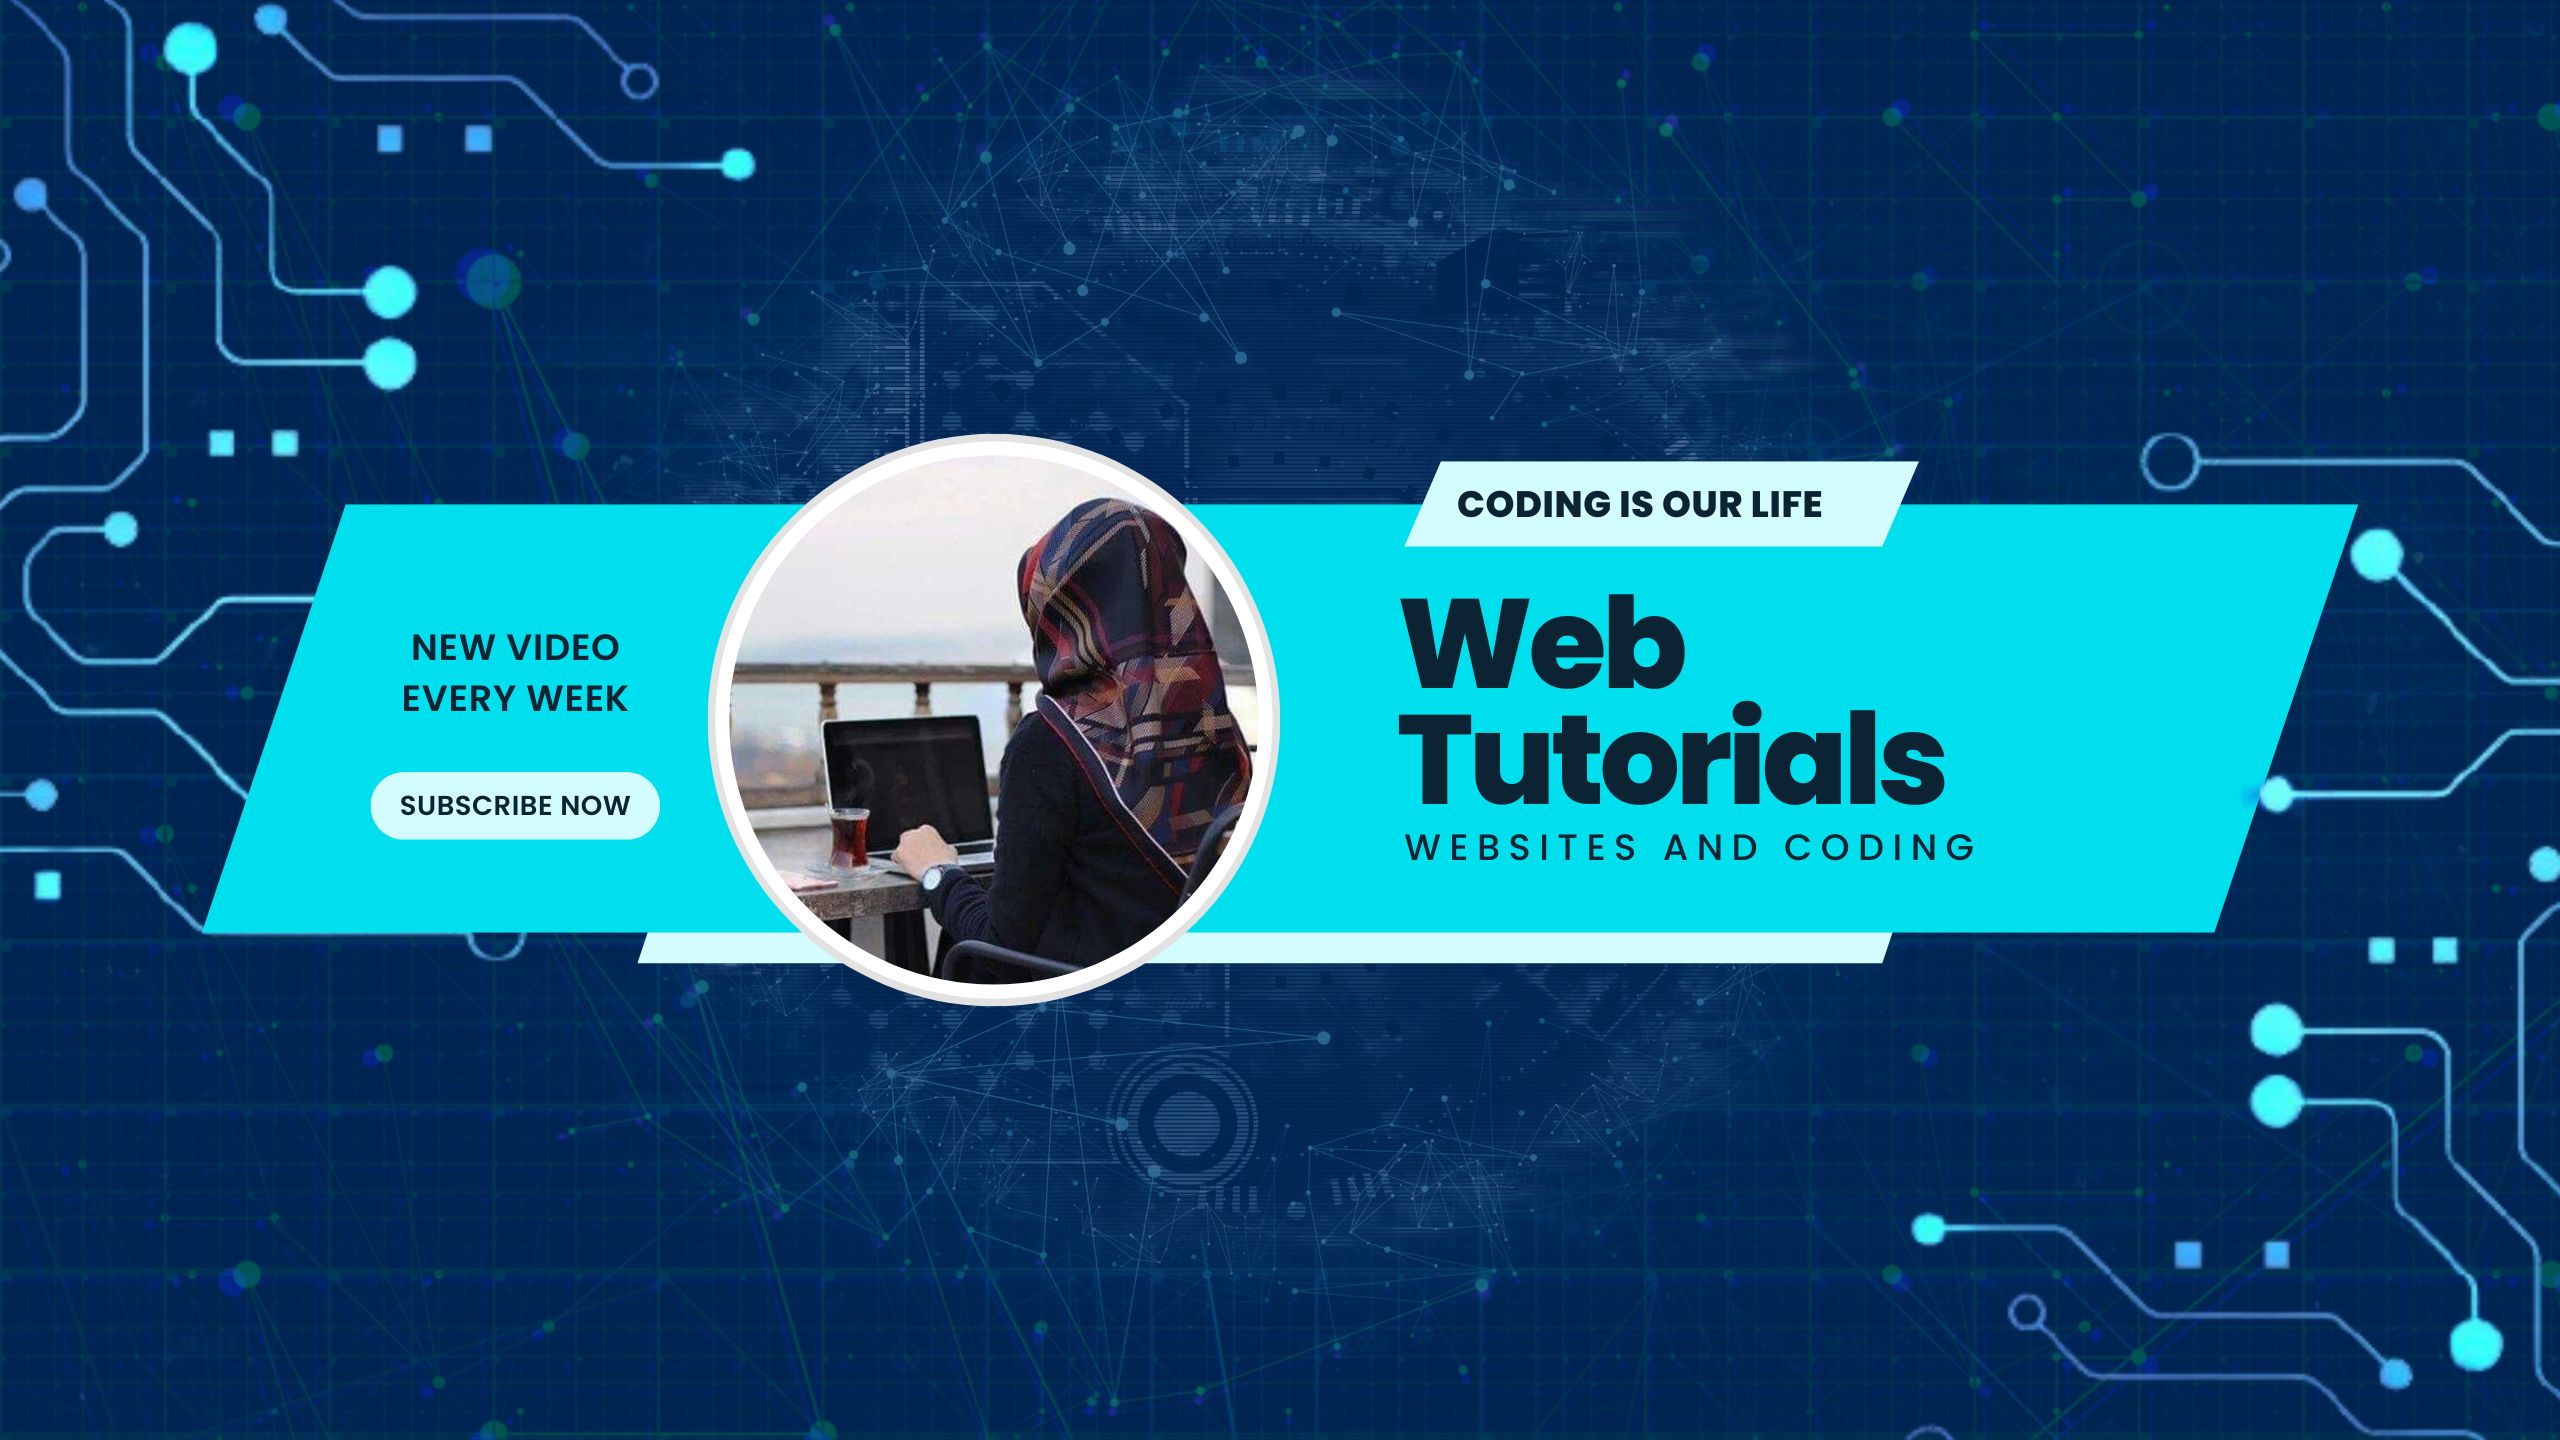 NEW VIDEO
EVERY WEEK
SUBSCRIBE NOW
CODING IS OUR LIFE
Web
Tutorials
WEBSITES AND CODING